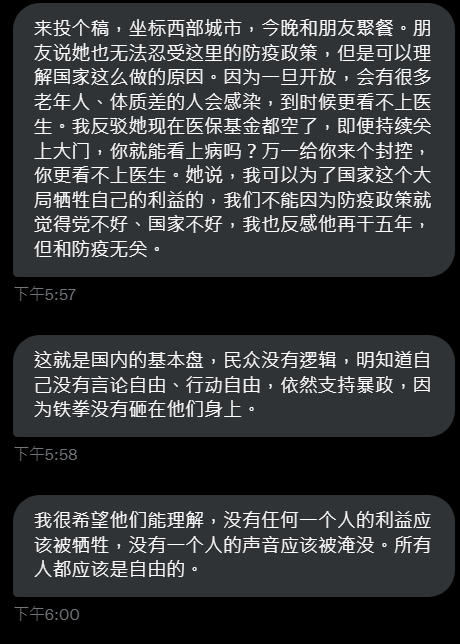 来投个稿，坐标西部城市，今晚和朋友聚餐。朋
友说她也无法忍受这里的防疫政策，但是可以理
解国家这么做的原因。因为一旦开放，会有很多
老年人、体质差的人会感染，到时候更看不上医
生。我反驳她现在医保基金都空了，即便持续关
上大门，你就能看上病吗？万一给你来个封控，
你更看不上医生。她说，我可以为了国家这个大
局牺牲自己的利益的，我们不能因为防疫政策就
觉得党不好、国家不好，我也反感他再干五年，
但和防疫无关。
下午5:57
这就是国内的基本盘，民众没有逻辑，明知道自
己没有言论自由、行动自由，依然支持暴政，因
为铁拳没有砸在他们身上。
下午5:58
我很希望他们能理解，没有任何一个人的利益应
该被牺牲，没有一个人的声音应该被淹没。所有
人都应该是自由的。
下午6:00